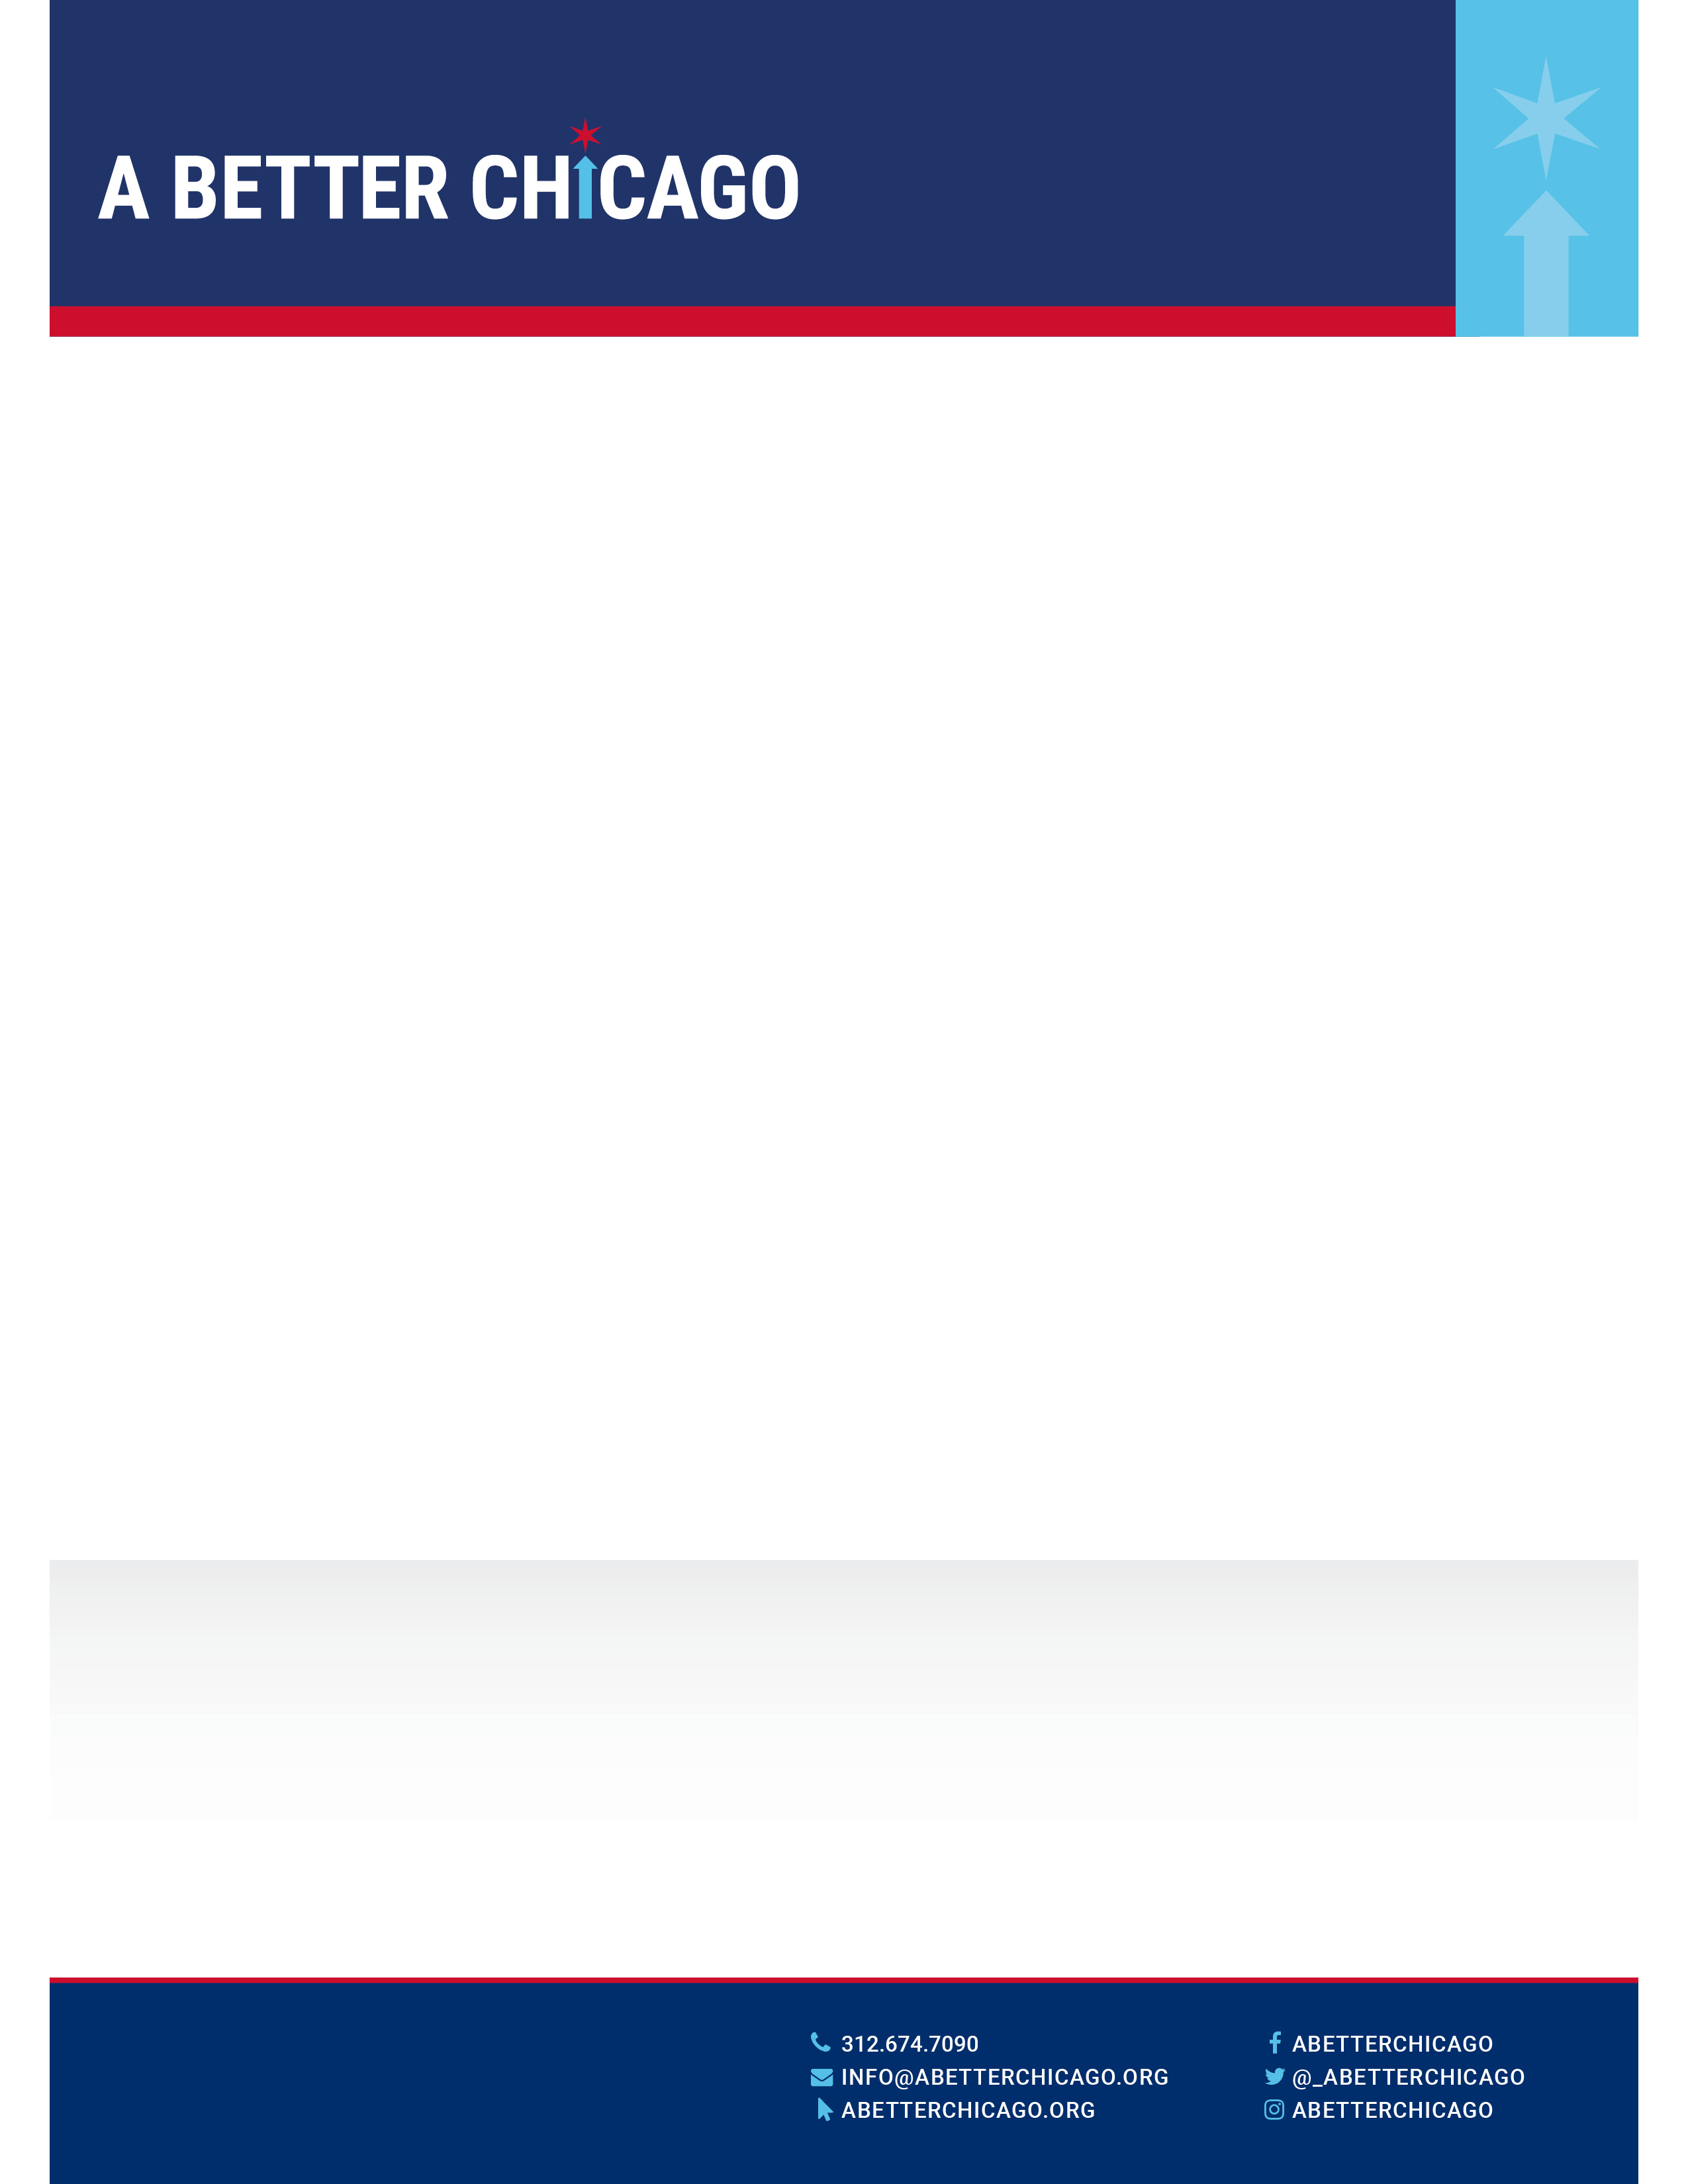 A BETTER CHICAGO
312.674.7090
INFO@ABETTERCHICAGO.ORG
ABETTERCHICAGO.ORG
ABETTERCHICAGO
@_ABETTERCHICAGO
ABETTERCHICAGO